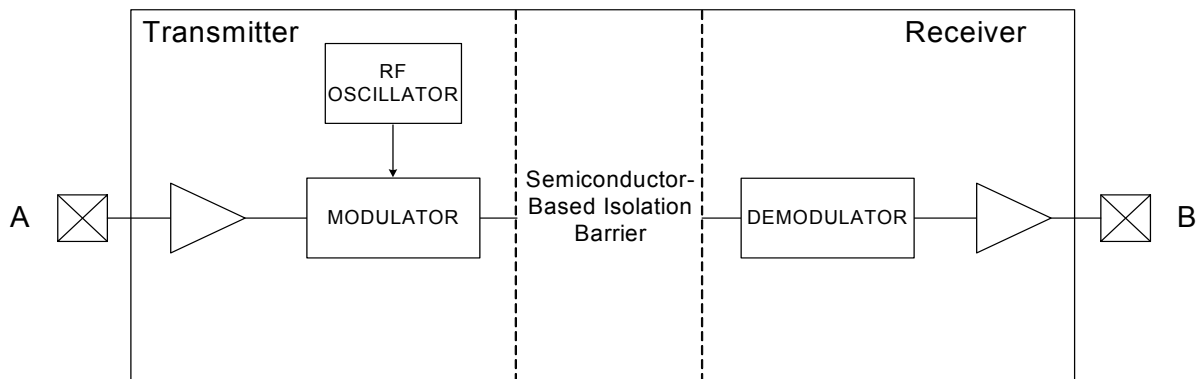 Transmitter
Receiver
RF
OSCILLATOR
A
MODULATOR
Semiconductor-
Based Isolation
Barrier
DEMODULATOR
B